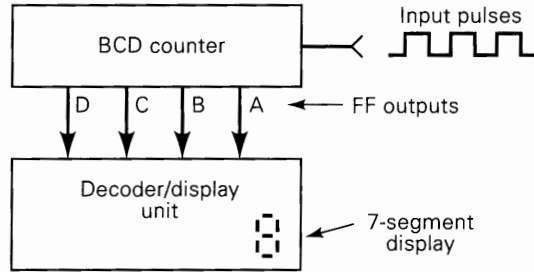 Input pulses
BCD counter
D C B A
FF outputs
Decoder/display
unit
7-segment
display